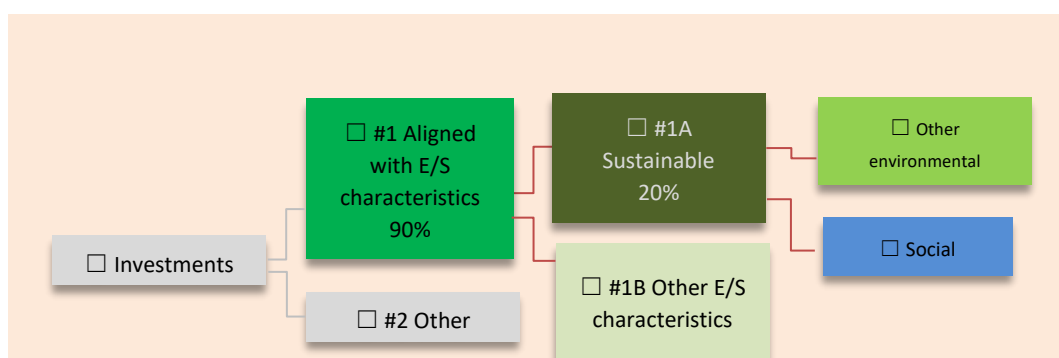 ☐ Investments
☐ #1 Aligned
with E/S
characteristics
90%
☐ #2 Other
☐ #1A
Sustainable
20%
☐ #1B Other E/S
characteristics
☐ Other
environmental
☐ Social